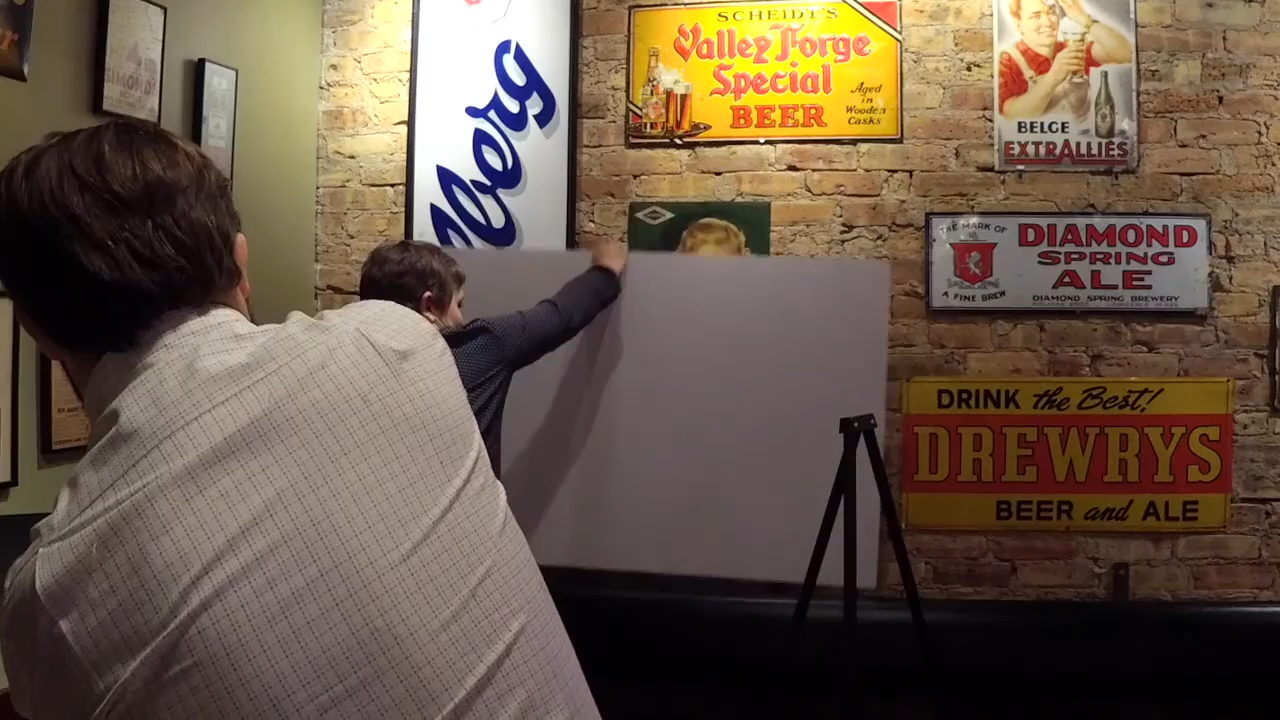 lberg
SCHEIDT'S
Valley Forge
Special
BEER
Aged
in
Wooden
Casks
BELGE
EXTRALLIÉS
THE MARK OF
A FINE BREW
DIAMOND
SPRING
ALE
DIAMOND SPRING BREWERY
DRINK the Best!
DREWRYS
BEER and ALE